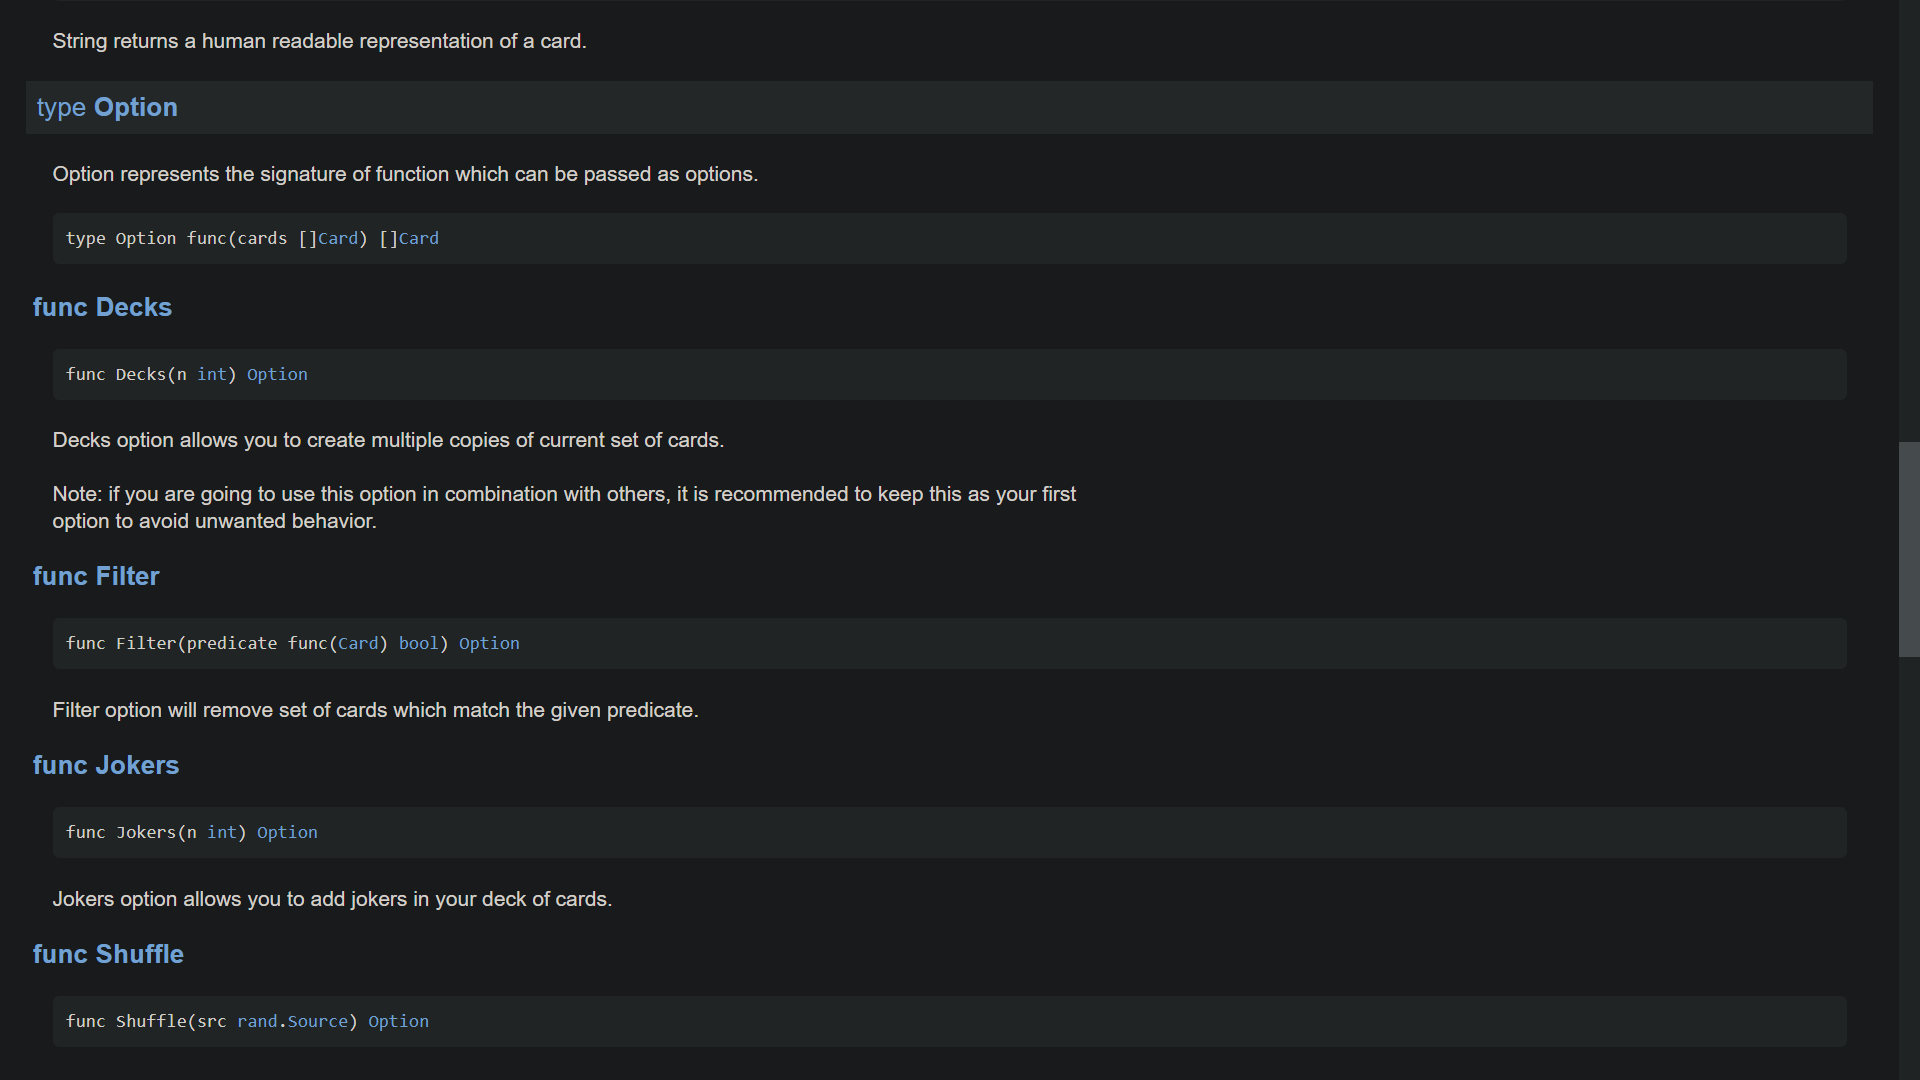 String returns a human readable representation of a card.
type Option
Option represents the signature of function which can be passed as options.
type Option func(cards []Card) []Card
func Decks
func Decks(n int) Option
Decks option allows you to create multiple copies of current set of cards.
Note: if you are going to use this option in combination with others, it is recommended to keep this as your first
option to avoid unwanted behavior.
func Filter
func Filter(predicate func(Card) bool) Option
Filter option will remove set of cards which match the given predicate.
func Jokers
func Jokers(n int) Option
Jokers option allows you to add jokers in your deck of cards.
func Shuffle
func Shuffle(src rand.Source) Option